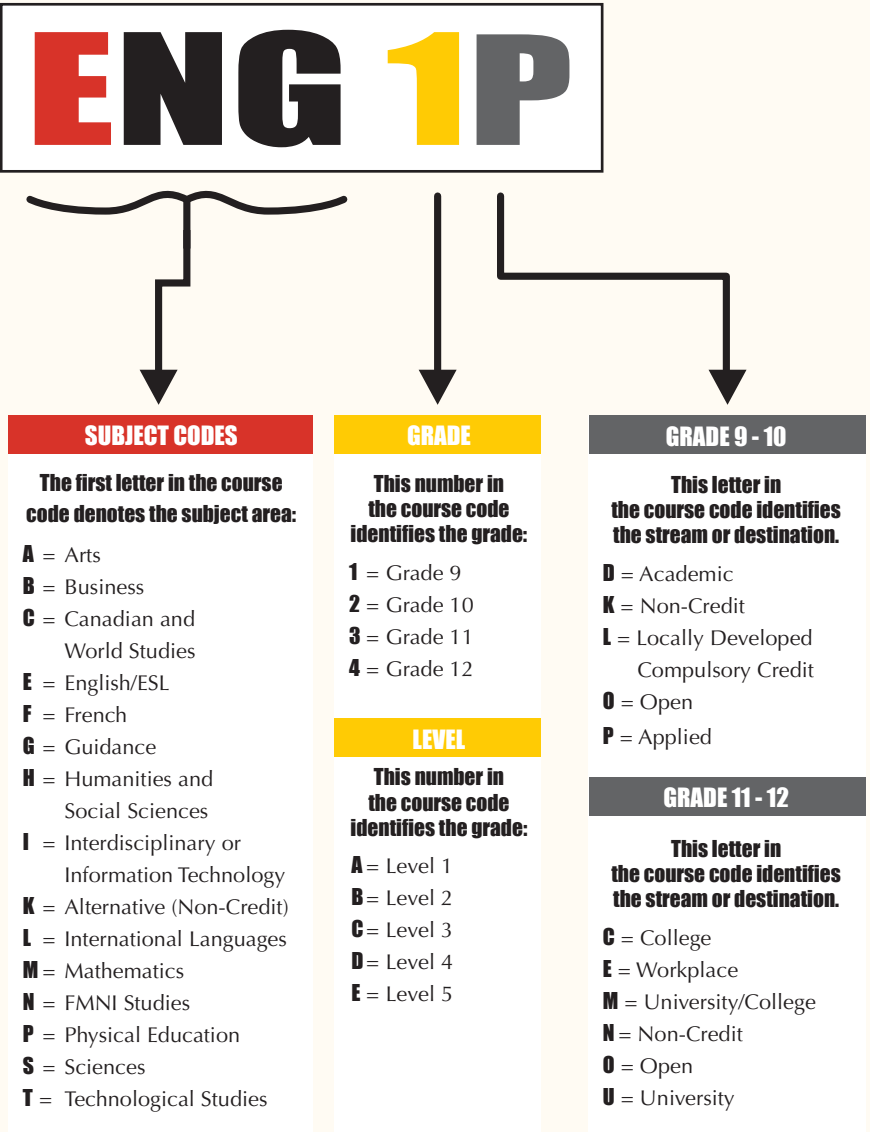 ENG 1P
SUBJECT CODES
The first letter in the course
code denotes the subject area:
A = Arts
B = Business
C = Canadian and
World Studies
E = English/ESL
F = French
G = Guidance
H = Humanities and
Social Sciences
I = Interdisciplinary or
Information Technology
K = Alternative (Non-Credit)
L = International Languages
M = Mathematics
N = FMNI Studies
P = Physical Education
S = Sciences
T = Technological Studies
GRADE
This number in
the course code
identifies the grade:
1 = Grade 9
2 = Grade 10
3 = Grade 11
4 = Grade 12
LEVEL
This number in
the course code
identifies the grade:
A = Level 1
B = Level 2
C = Level 3
D = Level 4
E = Level 5
GRADE 9 - 10
This letter in
the course code identifies
the stream or destination.
D = Academic
K = Non-Credit
L = Locally Developed
Compulsory Credit
O = Open
P = Applied
GRADE 11 - 12
This letter in
the course code identifies
the stream or destination.
C = College
E = Workplace
M = University/College
N = Non-Credit
O = Open
U = University